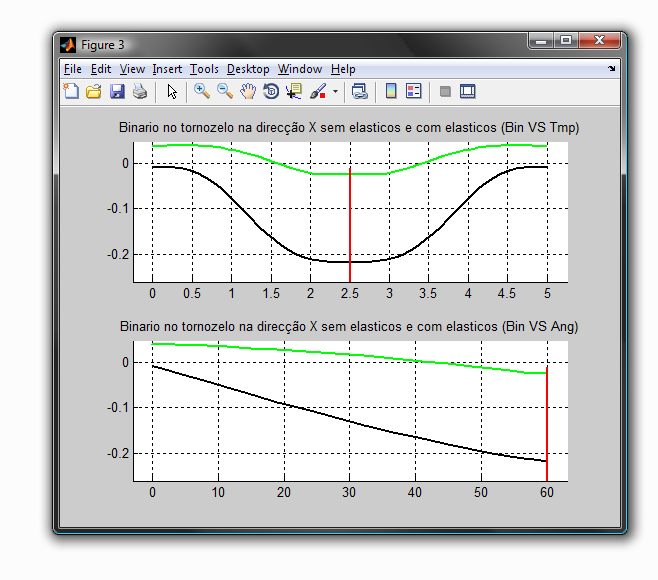 Figure 3
File Edit View Insert Tools Desktop Window Help
Binario no tornozelo na direcção X sem elasticos e com elasticos (Bin VS Tmp)
0
-0.1
-0.2
0 0.5 1 1.5 2 2.5 3 3.5 4 4.5 5
Binario no tornozelo na direcção X sem elasticos e com elasticos (Bin VS Ang)
0
-0.1
-0.2
0 10 20 30 40 50 60